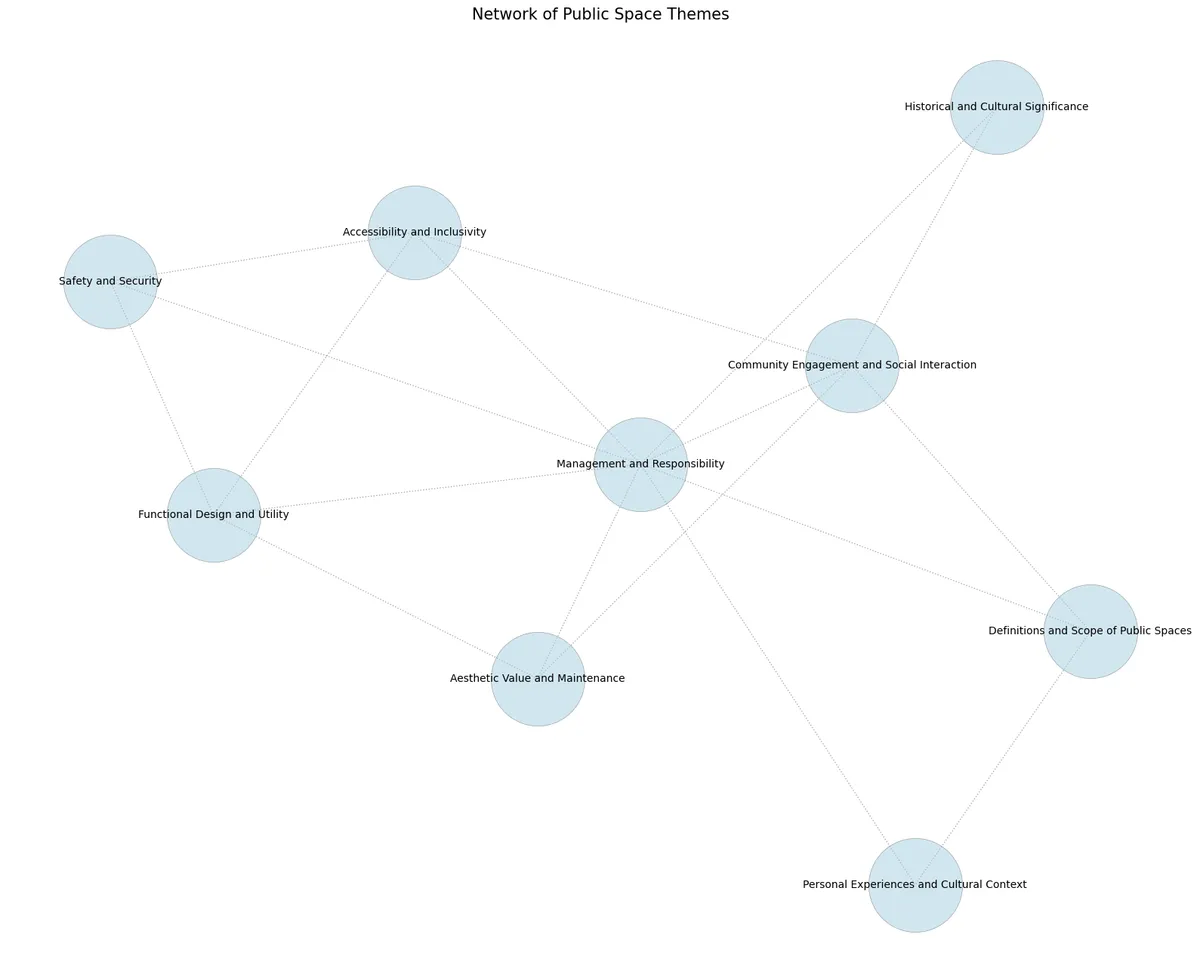 Network of Public Space Themes
Historical and Cultural Significance
Accessibility and Inclusivity
Safety and Security
Community Engagement and Social Interaction
Management and Responsibility
Functional Design and Utility
Definitions and Scope of Public Spaces
Aesthetic Value and Maintenance
Personal Experiences and Cultural Context